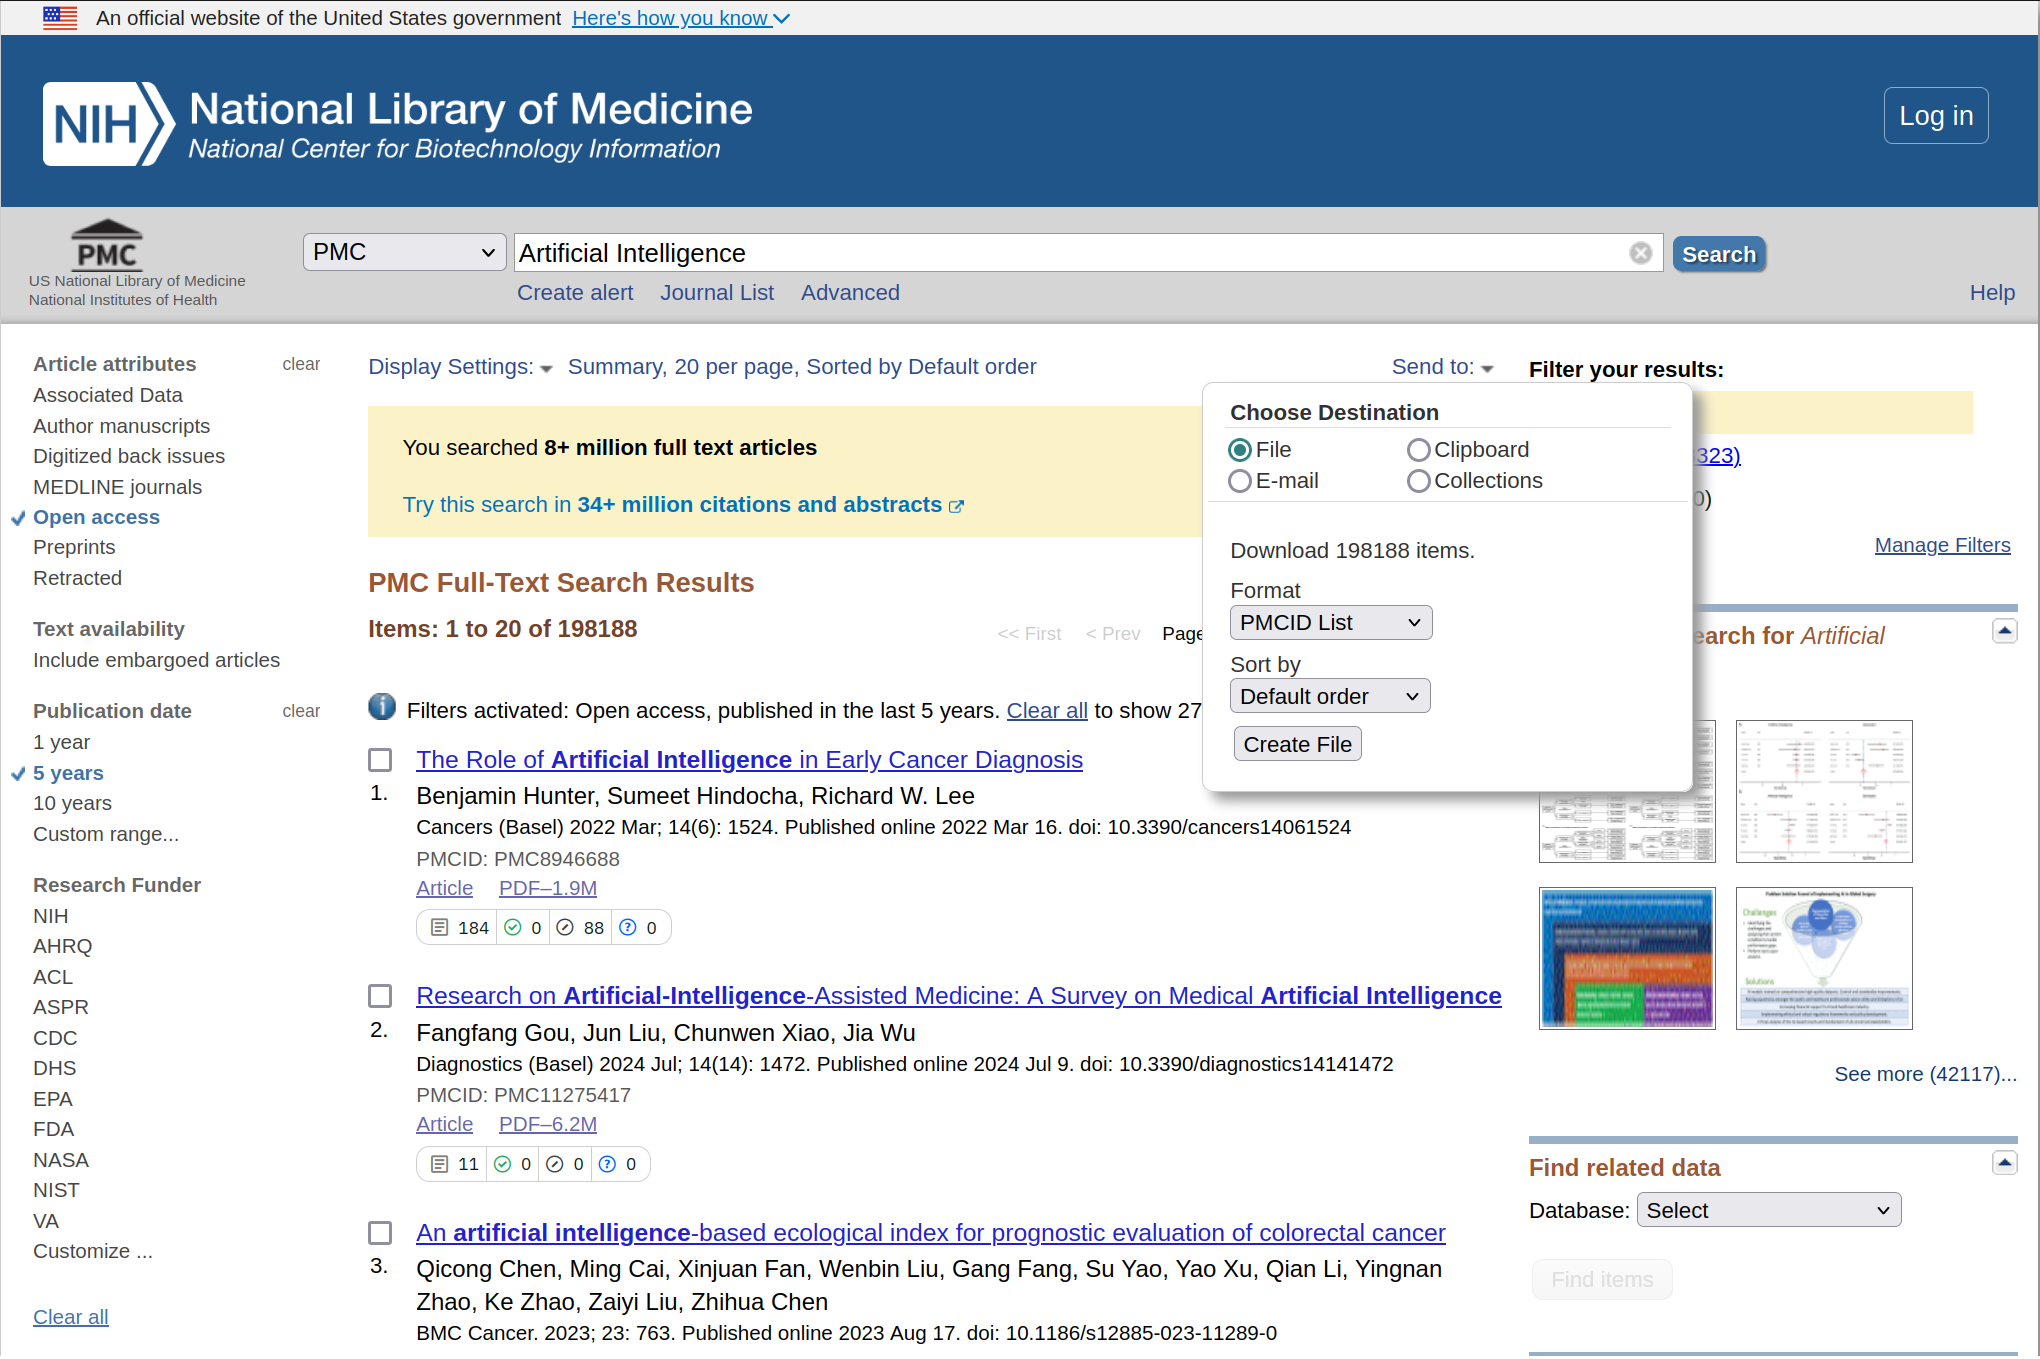 An official website of the United States government Here's how you know
NIH National Library of Medicine
National Center for Biotechnology Information
Log in
PMC
US National Library of Medicine
National Institutes of Health
PMC Artificial Intelligence Search
Create alert Journal List Advanced
Help
Article attributes clear
Associated Data
Author manuscripts
Digitized back issues
MEDLINE journals
Open access
Preprints
Retracted
Text availability
Include embargoed articles
Publication date clear
1 year
5 years
10 years
Custom range...
Research Funder
NIH
AHRQ
ACL
ASPR
CDC
DHS
EPA
FDA
NASA
NIST
VA
Customize ...
Clear all
Display Settings: Summary, 20 per page, Sorted by Default order
Send to:
You searched 8+ million full text articles
Try this search in 34+ million citations and abstracts
PMC Full-Text Search Results
Items: 1 to 20 of 198188
<< First < Prev Page
Filters activated: Open access, published in the last 5 years. Clear all to show 27
The Role of Artificial Intelligence in Early Cancer Diagnosis
1. Benjamin Hunter, Sumeet Hindocha, Richard W. Lee
Cancers (Basel) 2022 Mar; 14(6): 1524. Published online 2022 Mar 16. doi: 10.3390/cancers14061524
PMCID: PMC8946688
Article PDF–1.9M
184 0 88 0
Research on Artificial-Intelligence-Assisted Medicine: A Survey on Medical Artificial Intelligence
2. Fangfang Gou, Jun Liu, Chunwen Xiao, Jia Wu
Diagnostics (Basel) 2024 Jul; 14(14): 1472. Published online 2024 Jul 9. doi: 10.3390/diagnostics14141472
PMCID: PMC11275417
Article PDF–6.2M
11 0 0 0
An artificial intelligence-based ecological index for prognostic evaluation of colorectal cancer
3. Qicong Chen, Ming Cai, Xinjuan Fan, Wenbin Liu, Gang Fang, Su Yao, Yao Xu, Qian Li, Yingnan
Zhao, Ke Zhao, Zaiyi Liu, Zhihua Chen
BMC Cancer. 2023; 23: 763. Published online 2023 Aug 17. doi: 10.1186/s12885-023-11289-0
Choose Destination
File Clipboard
E-mail Collections
Download 198188 items.
Format
PMCID List
Sort by
Default order
Create File
Filter your results:
323)
0)
Manage Filters
earch for Artificial
Challenges
Solutions
See more (42117)...
Find related data
Database: Select
Find items